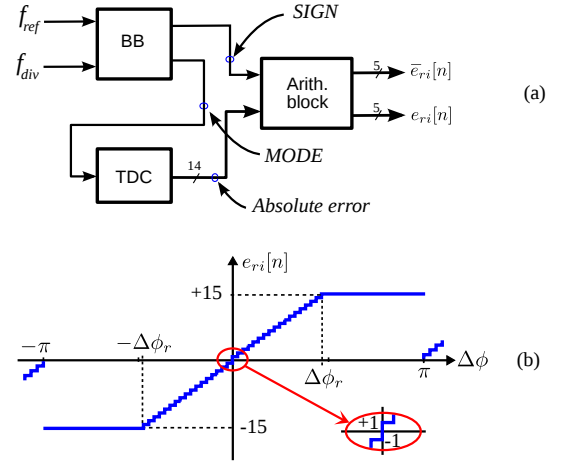 f_ref
f_div
BB
SIGN
Arith.
block
5
ē_ri[n]
5
e_ri[n]
(a)
MODE
TDC
14
Absolute error
e_ri[n]
+15
−π
−Δϕ_r
Δϕ_r
π
Δϕ
(b)
-15
+1
-1